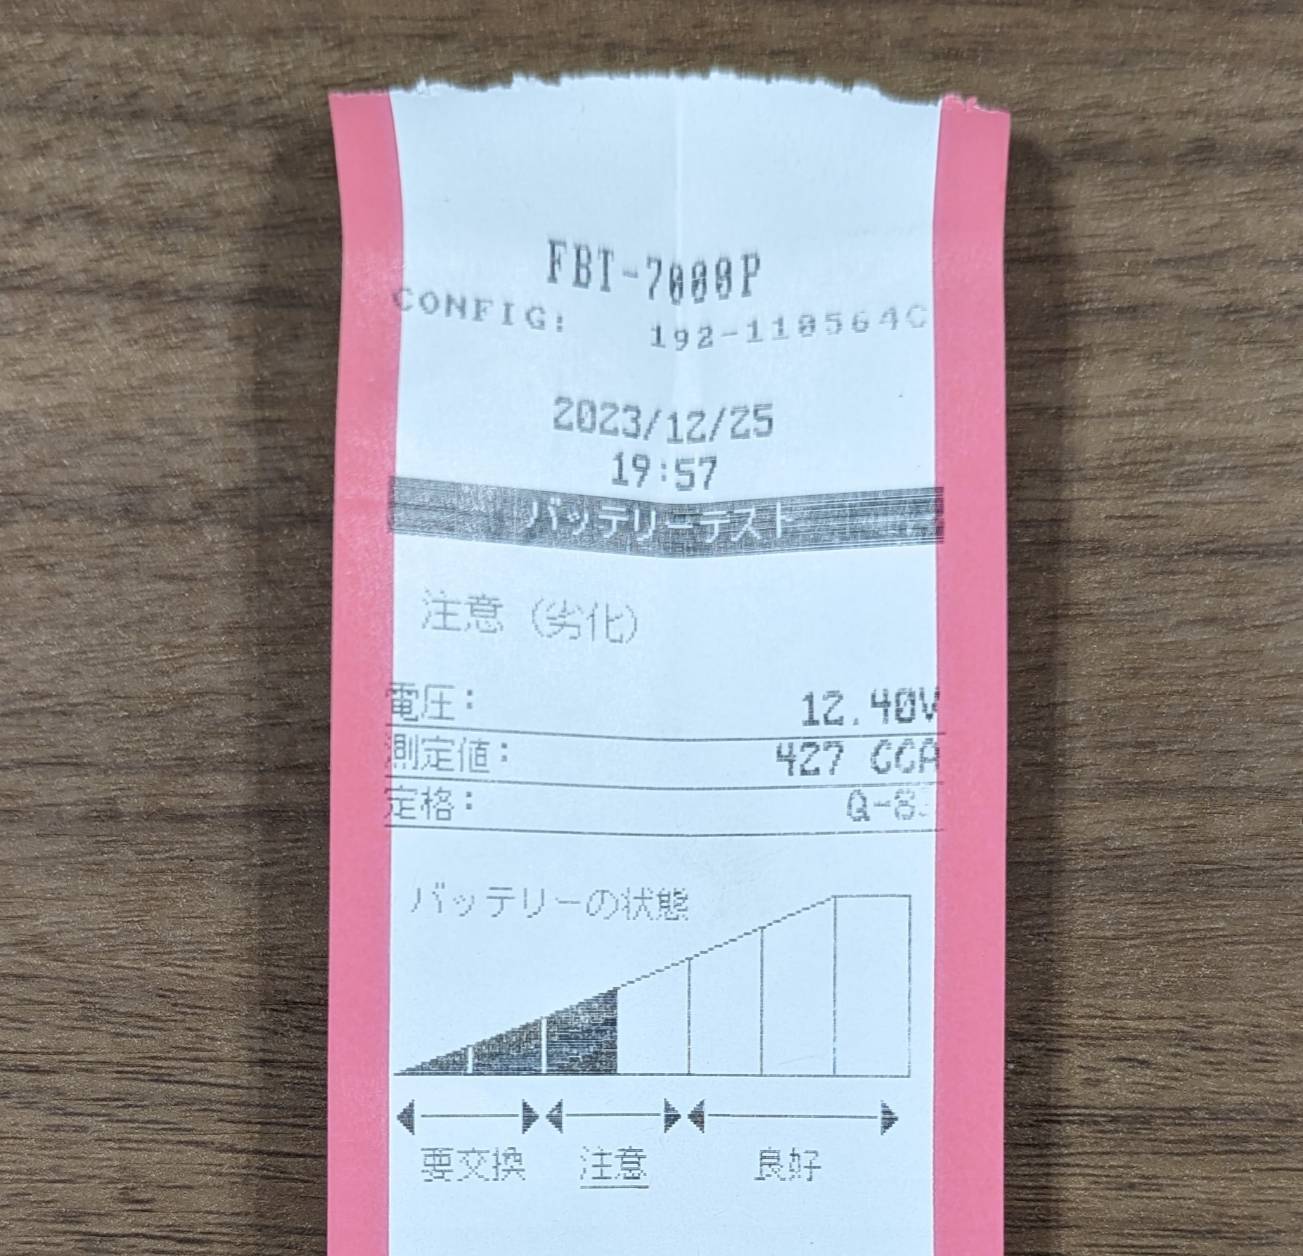 FBT-7000P
CONFIG: 192-110564C
2023/12/25
19:57
バッテリーテスト
注意（劣化）
電圧: 12.40V
測定値: 427 CCA
定格:
バッテリーの状態
要交換 注意 良好